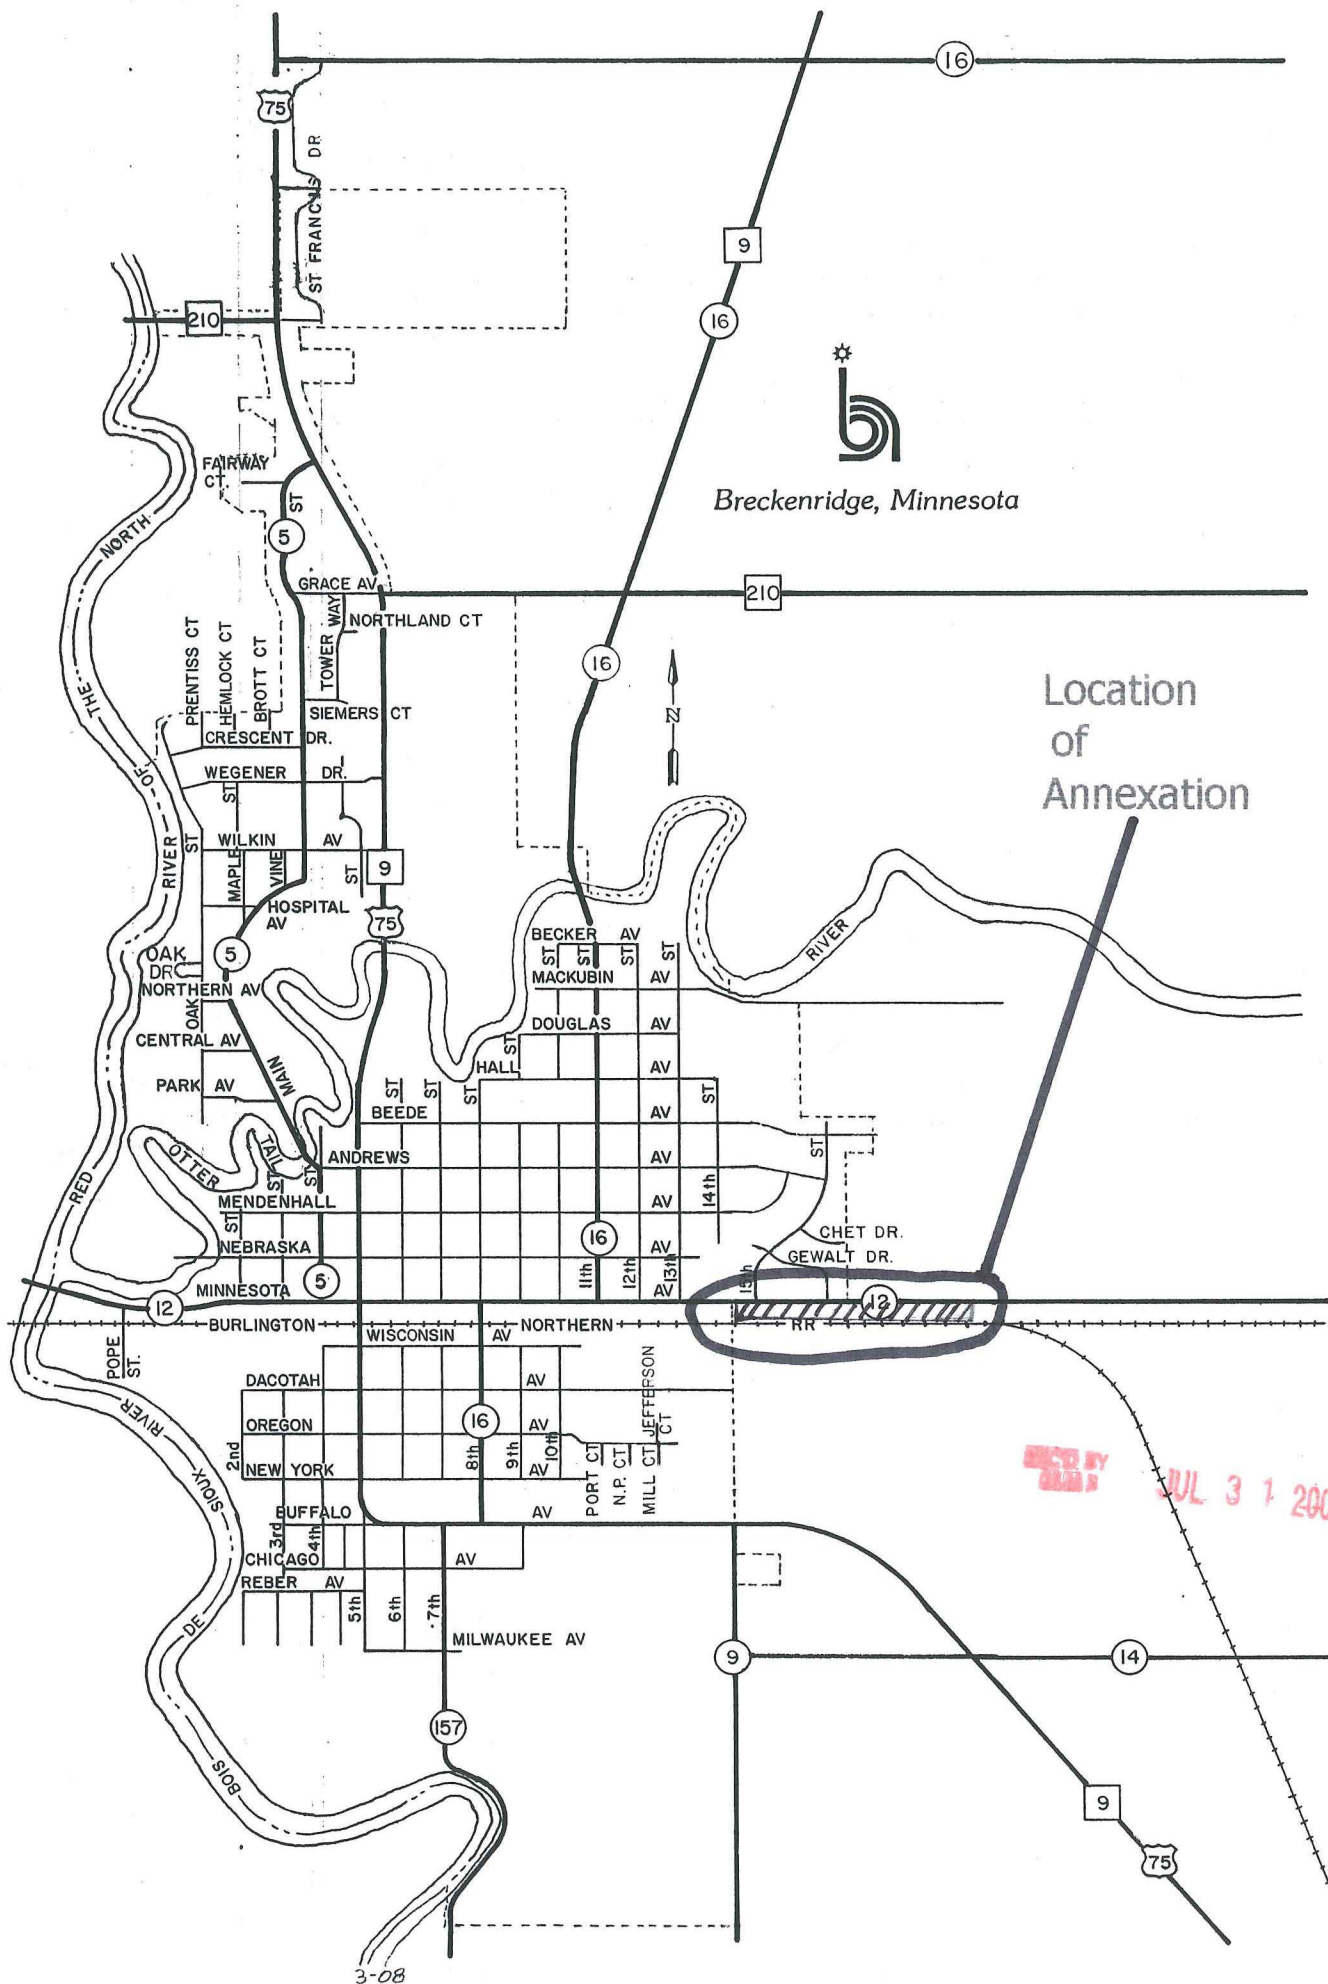 16
75
ST FRANCIS DR
9
210
16
Breckenridge, Minnesota
FAIRWAY
CT
ST
5
NORTH
THE
OF
RIVER
RED
GRACE AV
210
TOWER WAY
NORTHLAND CT
PRENTISS CT
HEMLOCK CT
BROTT CT
16
N
Location
of
Annexation
SIEMERS CT
CRESCENT DR.
WEGENER DR.
ST
ST
WILKIN AV
MAPLE
VINE
ST
9
HOSPITAL
AV
75
5
OAK
DR
NORTHERN AV
OAK
CENTRAL AV
MAIN
PARK AV
BECKER AV
ST
ST
ST
ST
RIVER
MACKUBIN AV
DOUGLAS AV
ST
HALL AV
ST
ST
ST
ST
BEEDE AV
OTTER
TAIL
ST
ST
ANDREWS AV
ST
14th
MENDENHALL AV
ST
NEBRASKA AV
16
CHET DR.
GEWALT DR.
5
11th
12th
13th
15th
MINNESOTA AV
12
12
BURLINGTON NORTHERN RR
POPE
ST.
WISCONSIN AV
DACOTAH AV
JEFFERSON
CT
OREGON AV
16
2nd
8th
9th
10th
NEW YORK AV
PORT CT
N.P. CT
MILL CT
RIVER
SIOUX
DE
BOIS
BUFFALO AV
3rd
4th
CHICAGO AV
REBER AV
5th
6th
7th
MILWAUKEE AV
REC'D BY
JUL 31 200
9
14
157
9
75
3-08